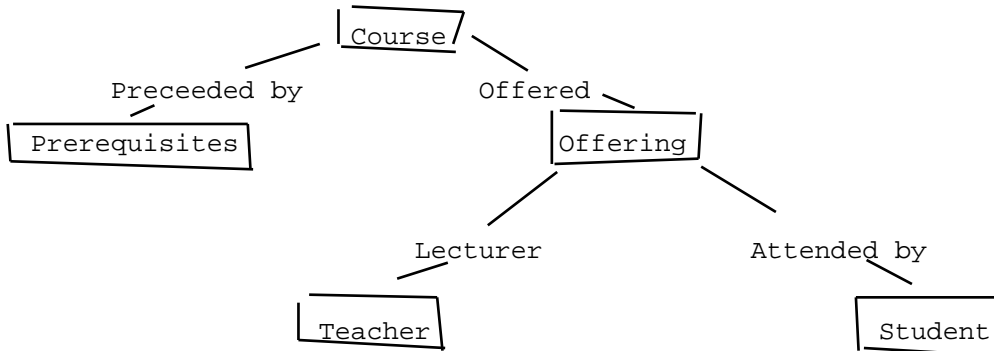 Course
Preceeded by
Offered
Prerequisites
Offering
Lecturer
Attended by
Teacher
Student